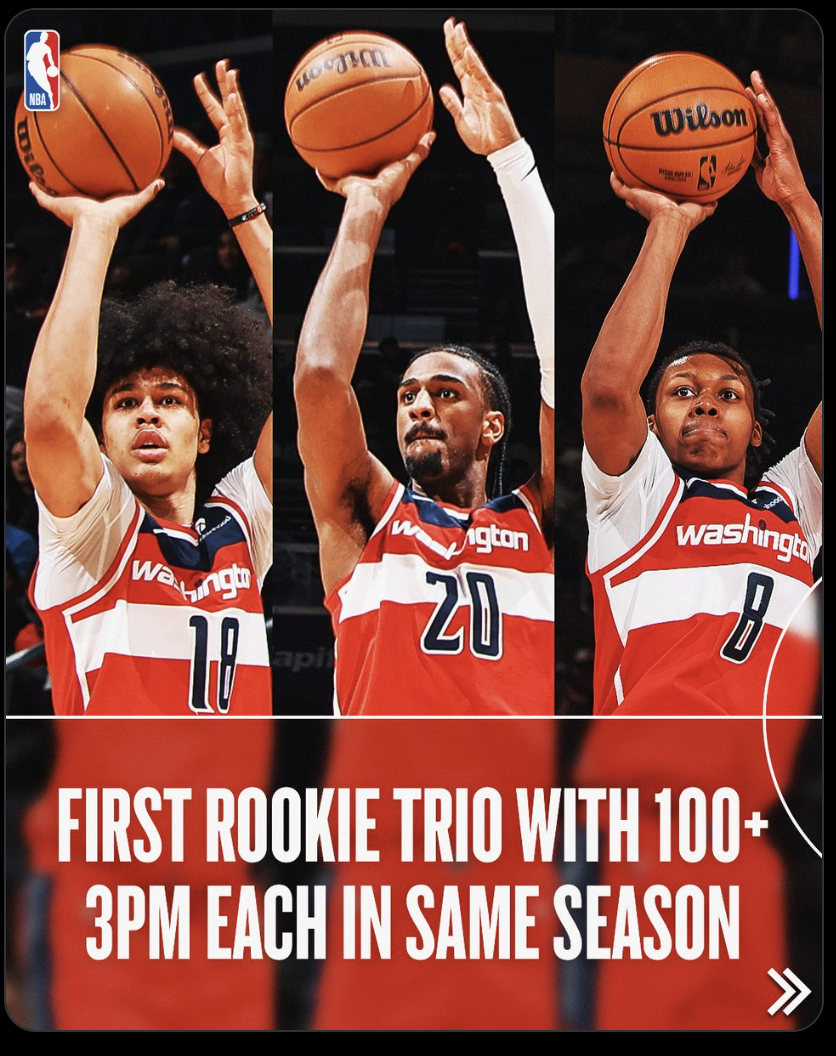 NBA
Wilson
Wilson
Wilson
washington
18
washington
20
washington
8
FIRST ROOKIE TRIO WITH 100+
3PM EACH IN SAME SEASON